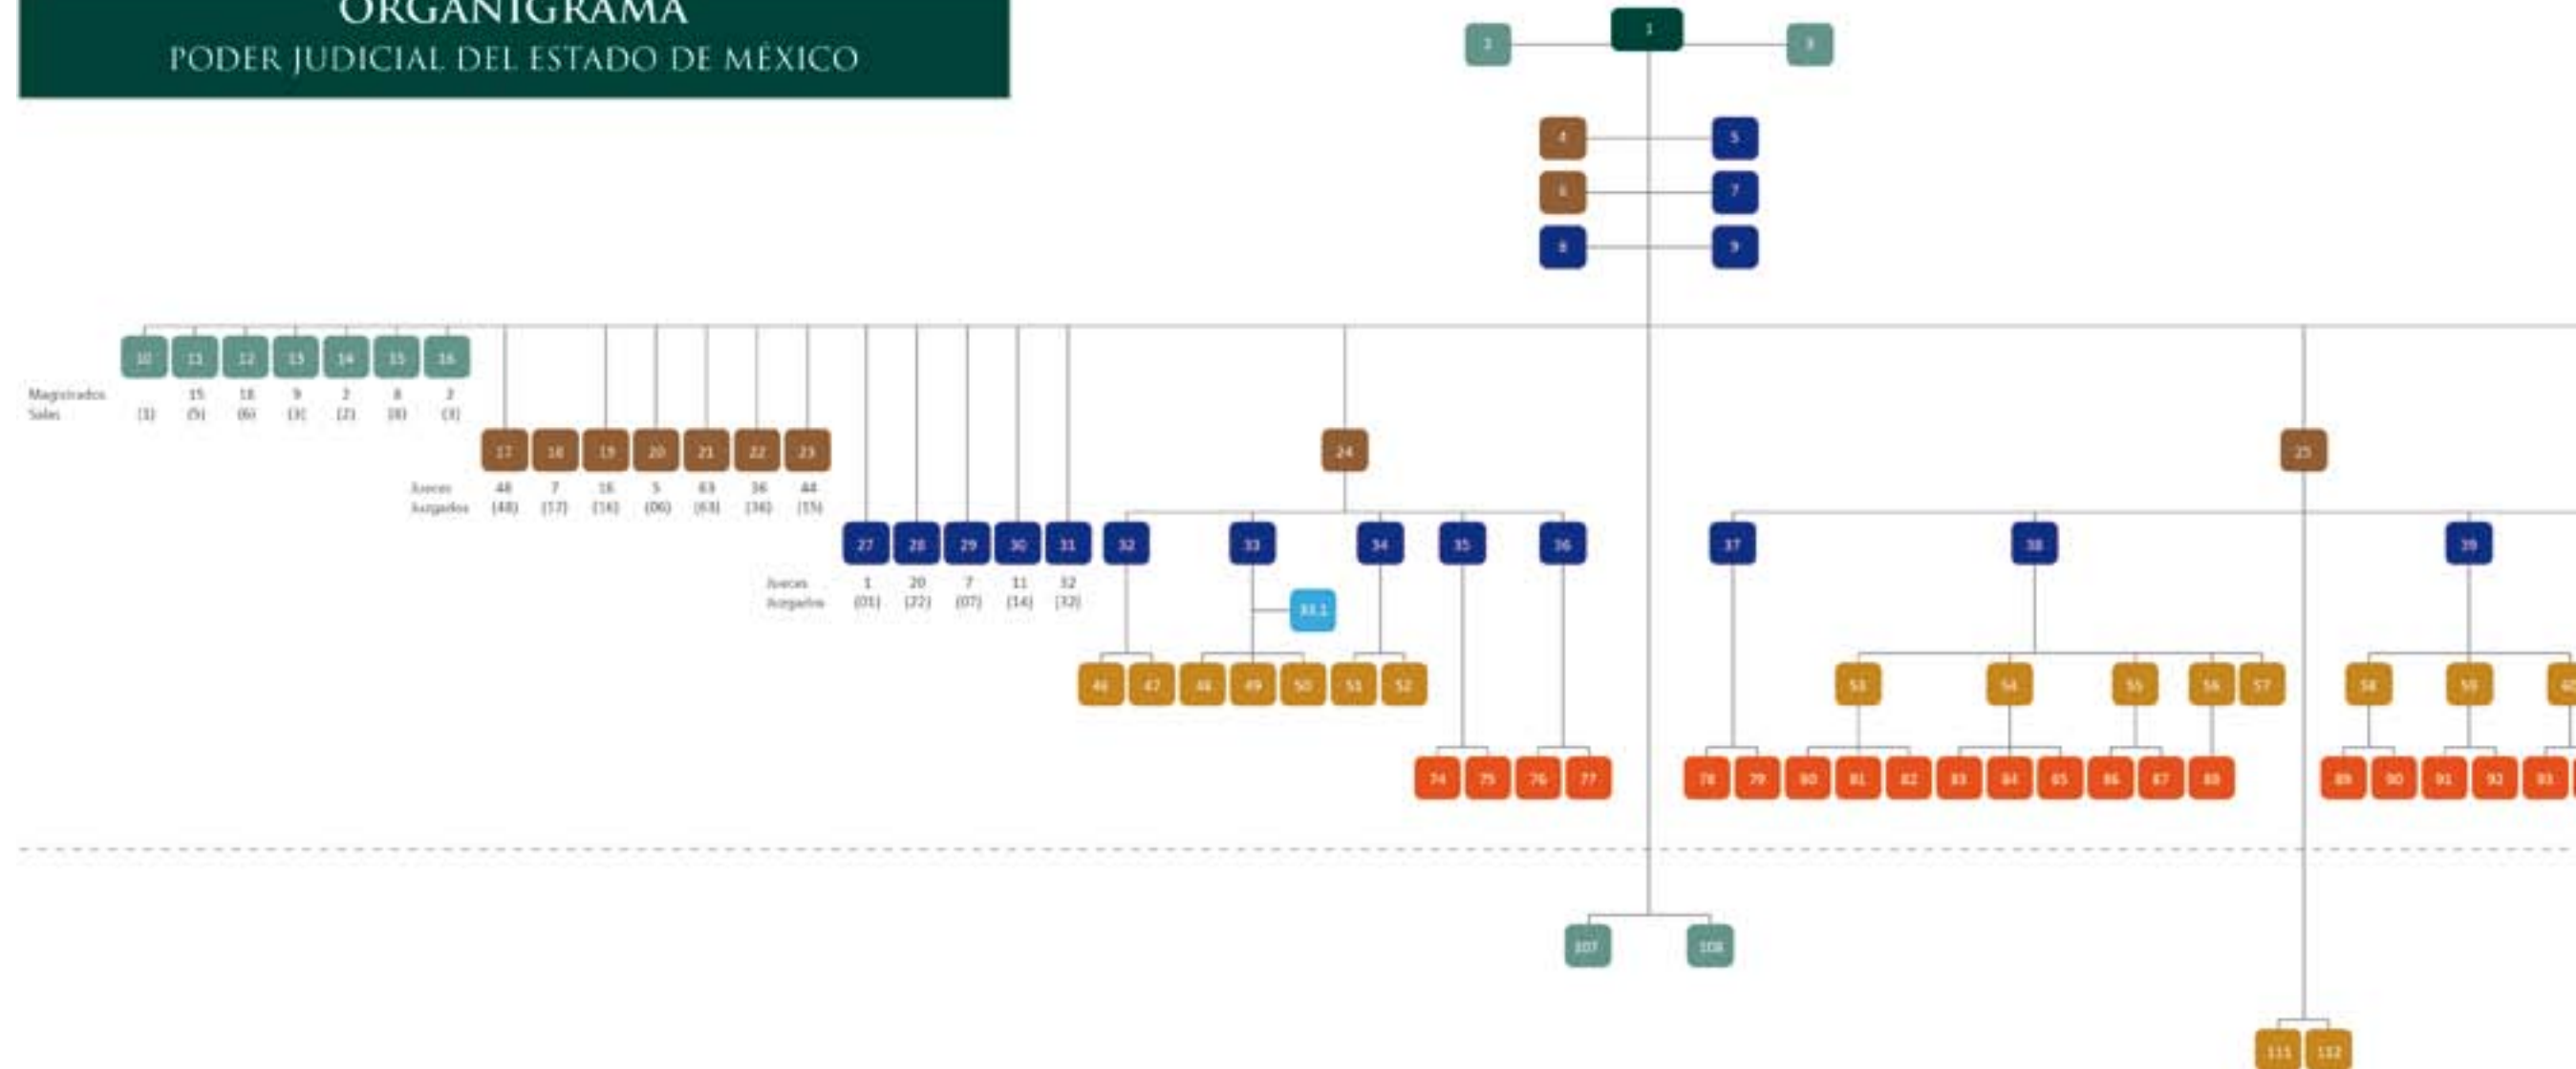 ORGANIGRAMA
PODER JUDICIAL DEL ESTADO DE MÉXICO
1
2 3
4 5
6 7
8 9
10 11 12 13 14 15 16
Magistrados 15 18 9 2 8 2
Salas (1) (5) (6) (3) (2) (8) (3)
17 18 19 20 21 22 23 24 25
Jueces 48 7 16 5 63 36 44
Juzgados (48) (17) (16) (06) (63) (36) (15)
27 28 29 30 31 32 33 34 35 36 37 38 39
Jueces 1 20 7 11 32
Juzgados (01) (22) (07) (14) (32)
33.1
46 47 48 49 50 51 52 53 54 55 56 57 58 59 60
74 75 76 77 78 79 80 81 82 83 84 85 86 87 88 89 90 91 92 93
107 108
111 112